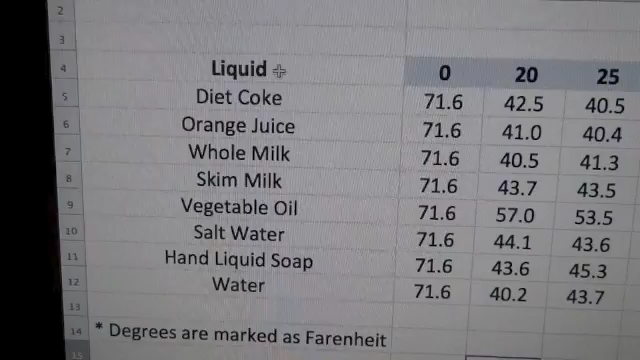 2
3
4 Liquid 0 20 25
5 Diet Coke 71.6 42.5 40.5
6 Orange Juice 71.6 41.0 40.4
7 Whole Milk 71.6 40.5 41.3
8 Skim Milk 71.6 43.7 43.5
9 Vegetable Oil 71.6 57.0 53.5
10 Salt Water 71.6 44.1 43.6
11 Hand Liquid Soap 71.6 43.6 45.3
12 Water 71.6 40.2 43.7
13
14 * Degrees are marked as Farenheit
15